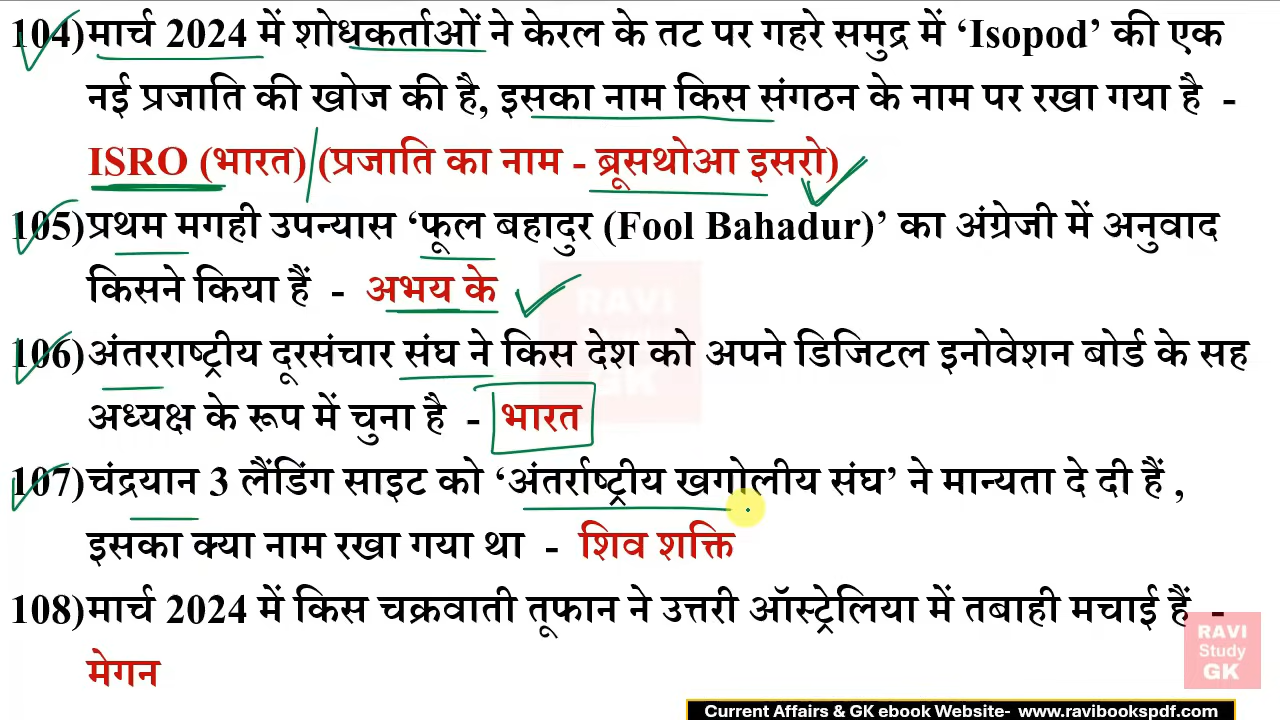 104)मार्च 2024 में शोधकर्ताओं ने केरल के तट पर गहरे समुद्र में ‘Isopod’ की एक
नई प्रजाति की खोज की है, इसका नाम किस संगठन के नाम पर रखा गया है -
ISRO (भारत) (प्रजाति का नाम - ब्रूसथोआ इसरो)
105)प्रथम मगही उपन्यास ‘फूल बहादुर (Fool Bahadur)’ का अंग्रेजी में अनुवाद
किसने किया हैं - अभय के
RAVI
Study
GK
106)अंतरराष्ट्रीय दूरसंचार संघ ने किस देश को अपने डिजिटल इनोवेशन बोर्ड के सह
अध्यक्ष के रूप में चुना है - भारत
107)चंद्रयान 3 लैंडिंग साइट को ‘अंतर्राष्ट्रीय खगोलीय संघ’ ने मान्यता दे दी हैं ,
इसका क्या नाम रखा गया था - शिव शक्ति
108)मार्च 2024 में किस चक्रवाती तूफान ने उत्तरी ऑस्ट्रेलिया में तबाही मचाई हैं -
मेगन
RAVI
Study
GK
Current Affairs & GK ebook Website- www.ravibookspdf.com